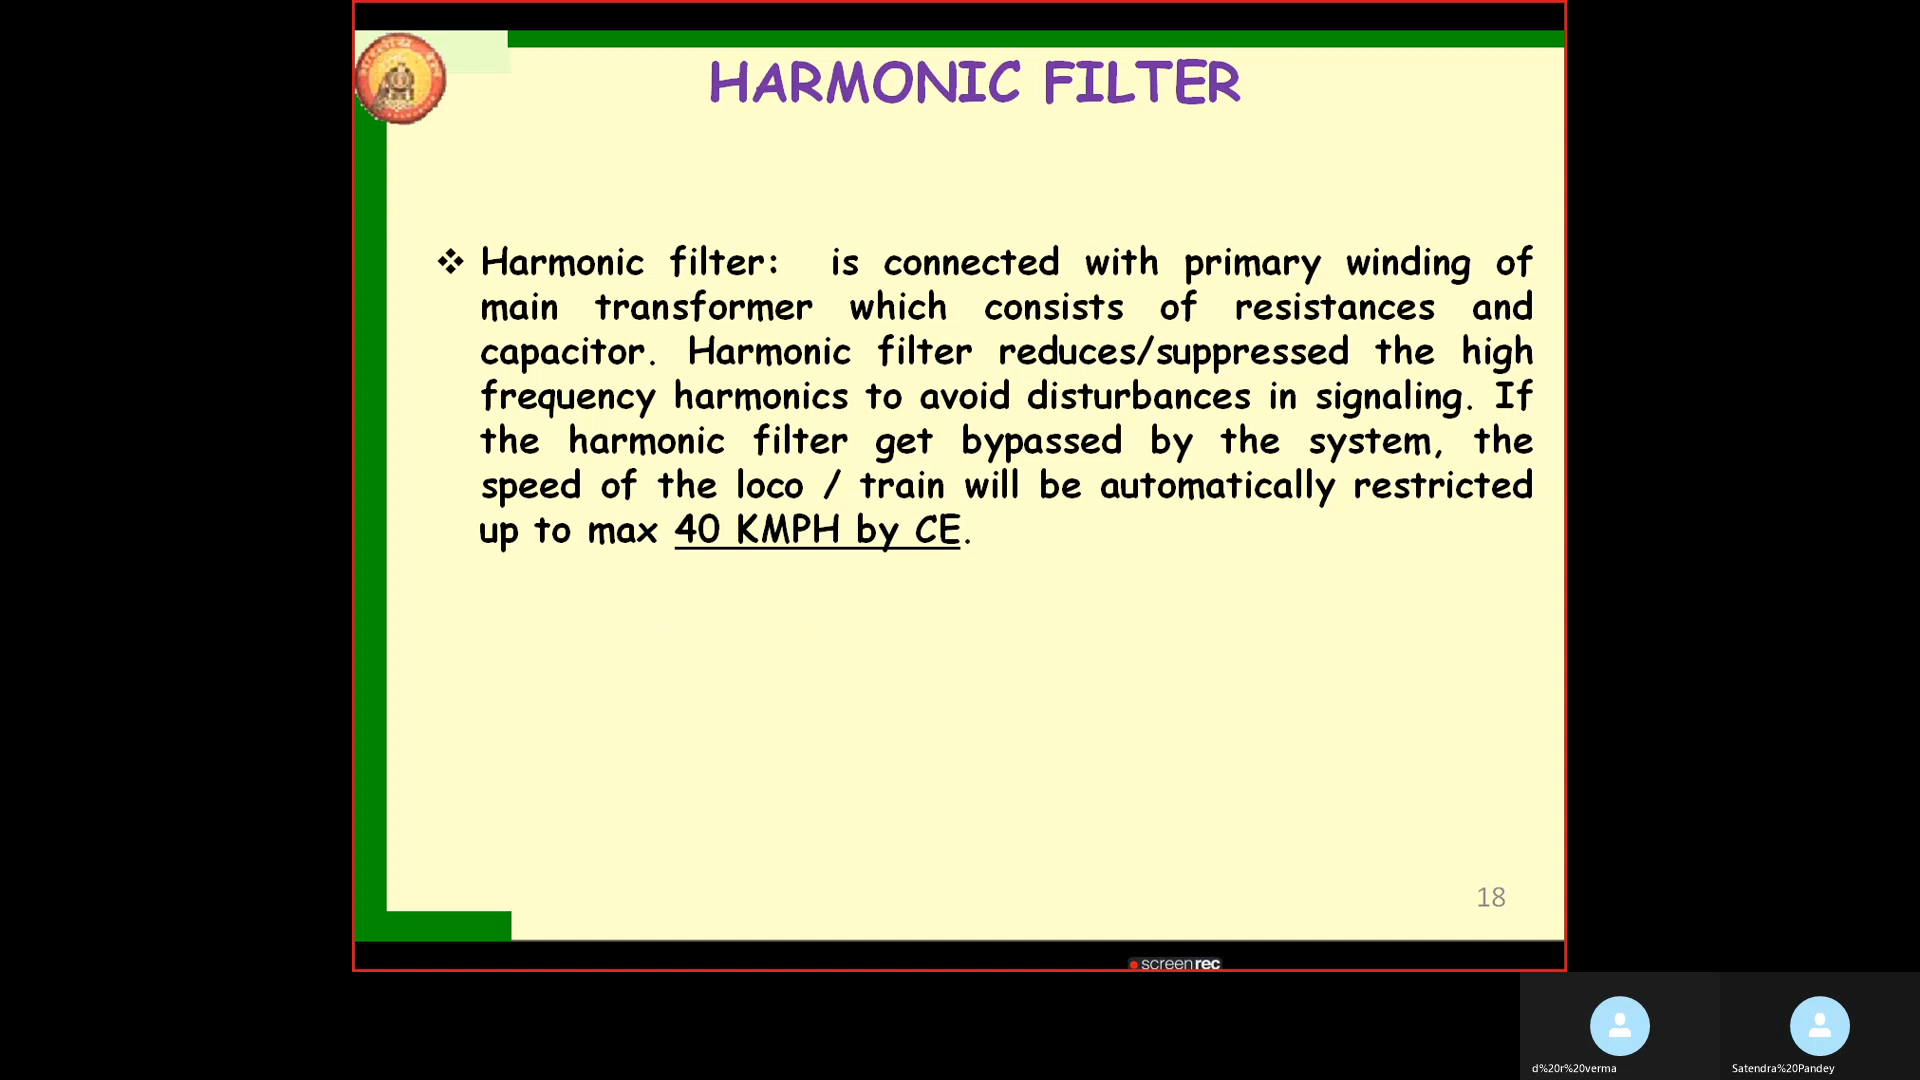 HARMONIC FILTER
❖ Harmonic filter: is connected with primary winding of
main transformer which consists of resistances and
capacitor. Harmonic filter reduces/suppressed the high
frequency harmonics to avoid disturbances in signaling. If
the harmonic filter get bypassed by the system, the
speed of the loco / train will be automatically restricted
up to max 40 KMPH by CE.
18
screenrec
d%20r%20verma
Satendra%20Pandey